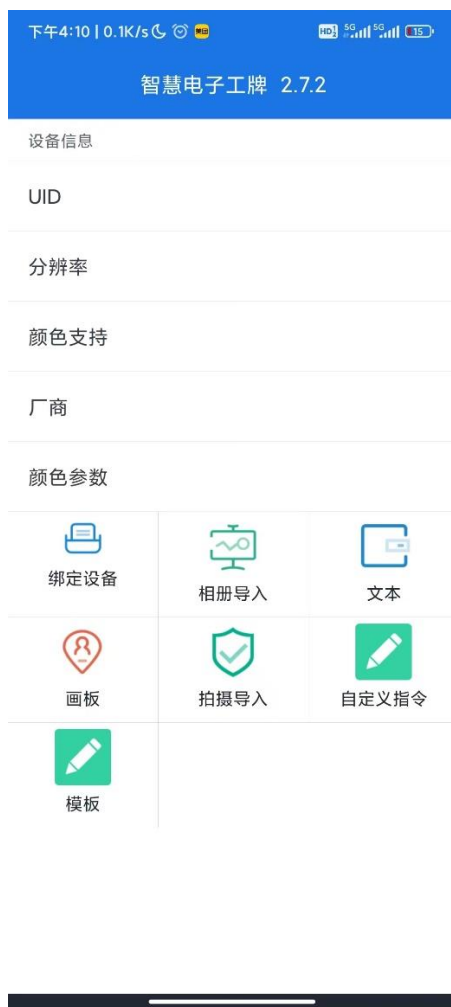 下午4:10 | 0.1K/s
HD 5G 5G 15
智慧电子工牌 2.7.2
设备信息
UID
分辨率
颜色支持
厂商
颜色参数
绑定设备
相册导入
文本
画板
拍摄导入
自定义指令
模板